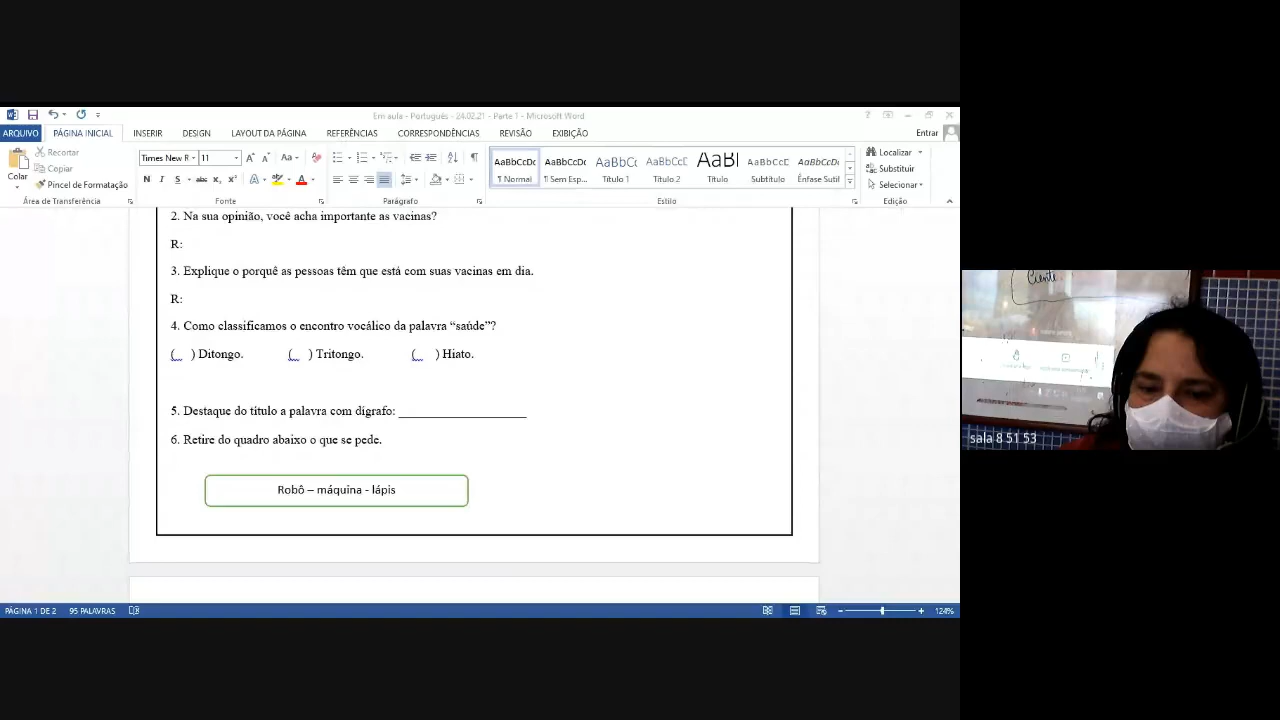 Em aula - Português - 24.02.21 - Parte 1 - Microsoft Word
ARQUIVO PÁGINA INICIAL INSERIR DESIGN LAYOUT DA PÁGINA REFERÊNCIAS CORRESPONDÊNCIAS REVISÃO EXIBIÇÃO Entrar
Colar
Recortar
Copiar
Pincel de Formatação
Área de Transferência
Times New R 11
Fonte
Parágrafo
AaBbCcDc AaBbCcDc AaBbCc AaBbCcC AaBl AaBbCcC AaBbCcDc
¶ Normal ¶ Sem Esp... Título 1 Título 2 Título Subtítulo Ênfase Sutil
Estilo
Localizar
Substituir
Selecionar
Edição
2. Na sua opinião, você acha importante as vacinas?
R:
3. Explique o porquê as pessoas têm que está com suas vacinas em dia.
R:
4. Como classificamos o encontro vocálico da palavra “saúde”?
( ) Ditongo. ( ) Tritongo. ( ) Hiato.
5. Destaque do título a palavra com dígrafo: ____________________
6. Retire do quadro abaixo o que se pede.
Robô – máquina - lápis
PÁGINA 1 DE 2 95 PALAVRAS 124%
Ciente
sala 8 51 53